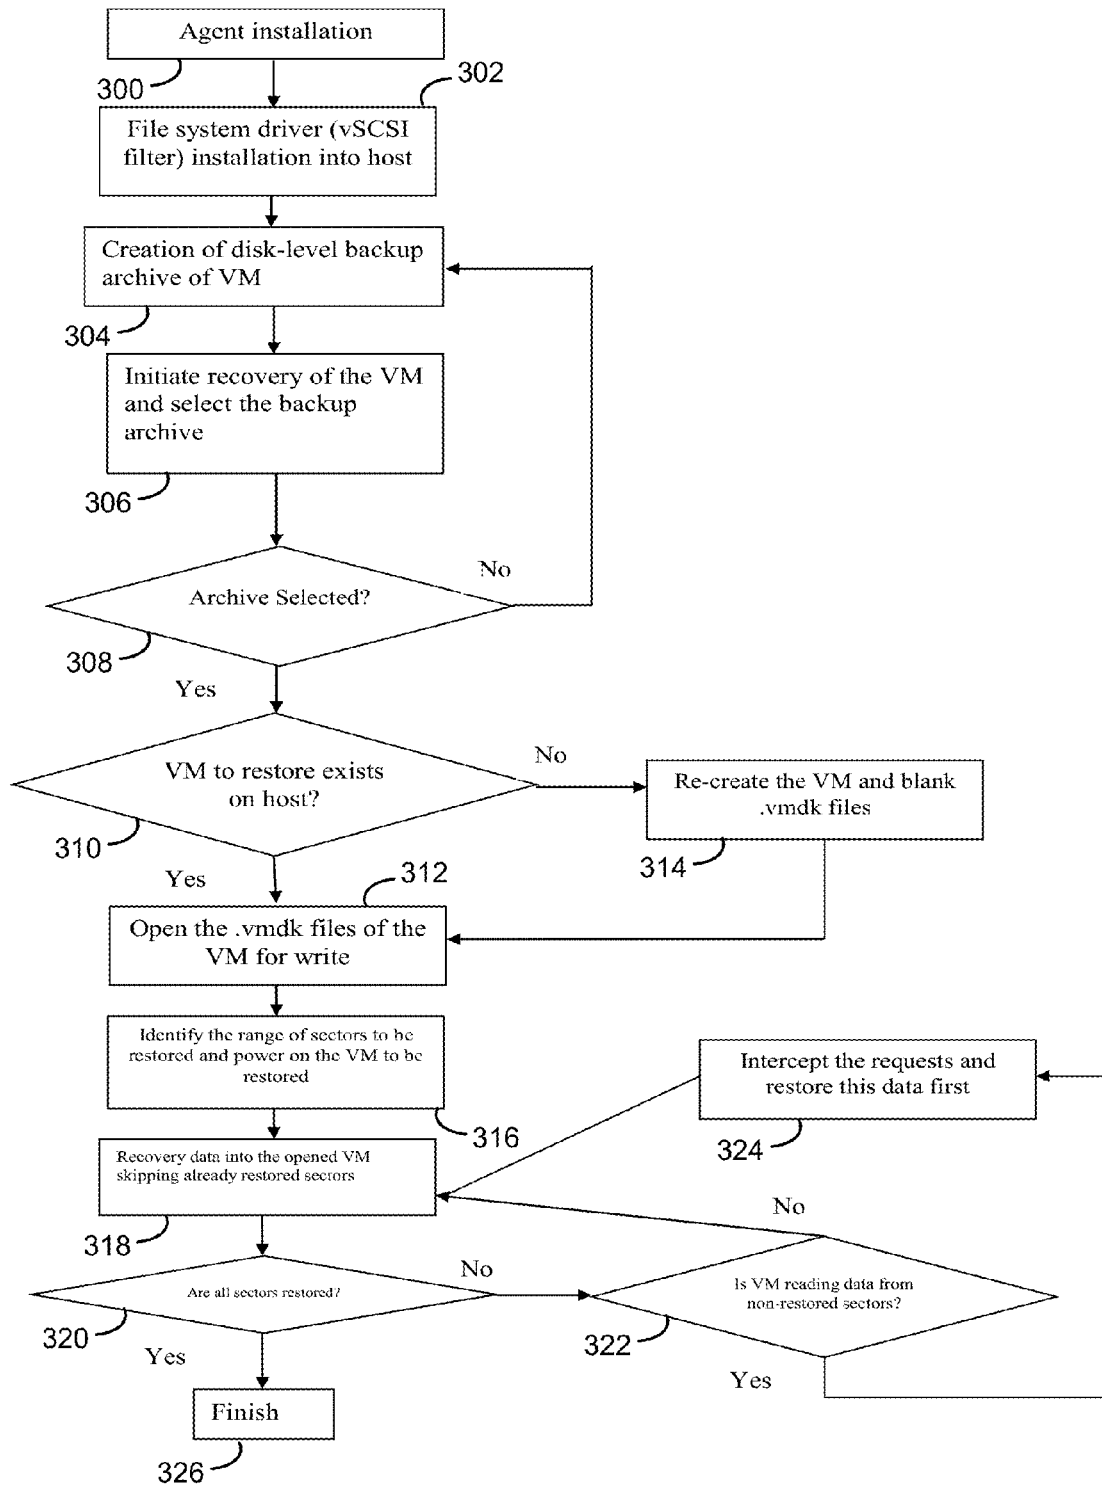 Agent installation
300
302
File system driver (vSCSI
filter) installation into host
Creation of disk-level backup
archive of VM
304
Initiate recovery of the VM
and select the backup
archive
306
No
Archive Selected?
308
Yes
No
VM to restore exists
on host?
310
Re-create the VM and blank
.vmdk files
314
Yes
312
Open the .vmdk files of the
VM for write
Identify the range of sectors to be
restored and power on the VM to be
restored
316
Intercept the requests and
restore this data first
324
Recovery data into the opened VM
skipping already restored sectors
318
No
No
Are all sectors restored?
320
Is VM reading data from
non-restored sectors?
322
Yes
Yes
Finish
326